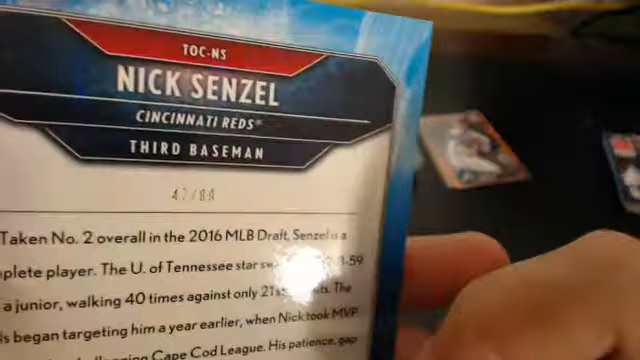 TOC-NS
NICK SENZEL
CINCINNATI REDS®
THIRD BASEMAN
Taken No. 2 overall in the 2016 MLB Draft, Senzel is a
plete player. The U. of Tennessee star
a junior, walking 40 times against only
The
began targeting him a year earlier, when Nick took MVP
Cape Cod League. His patience, gap